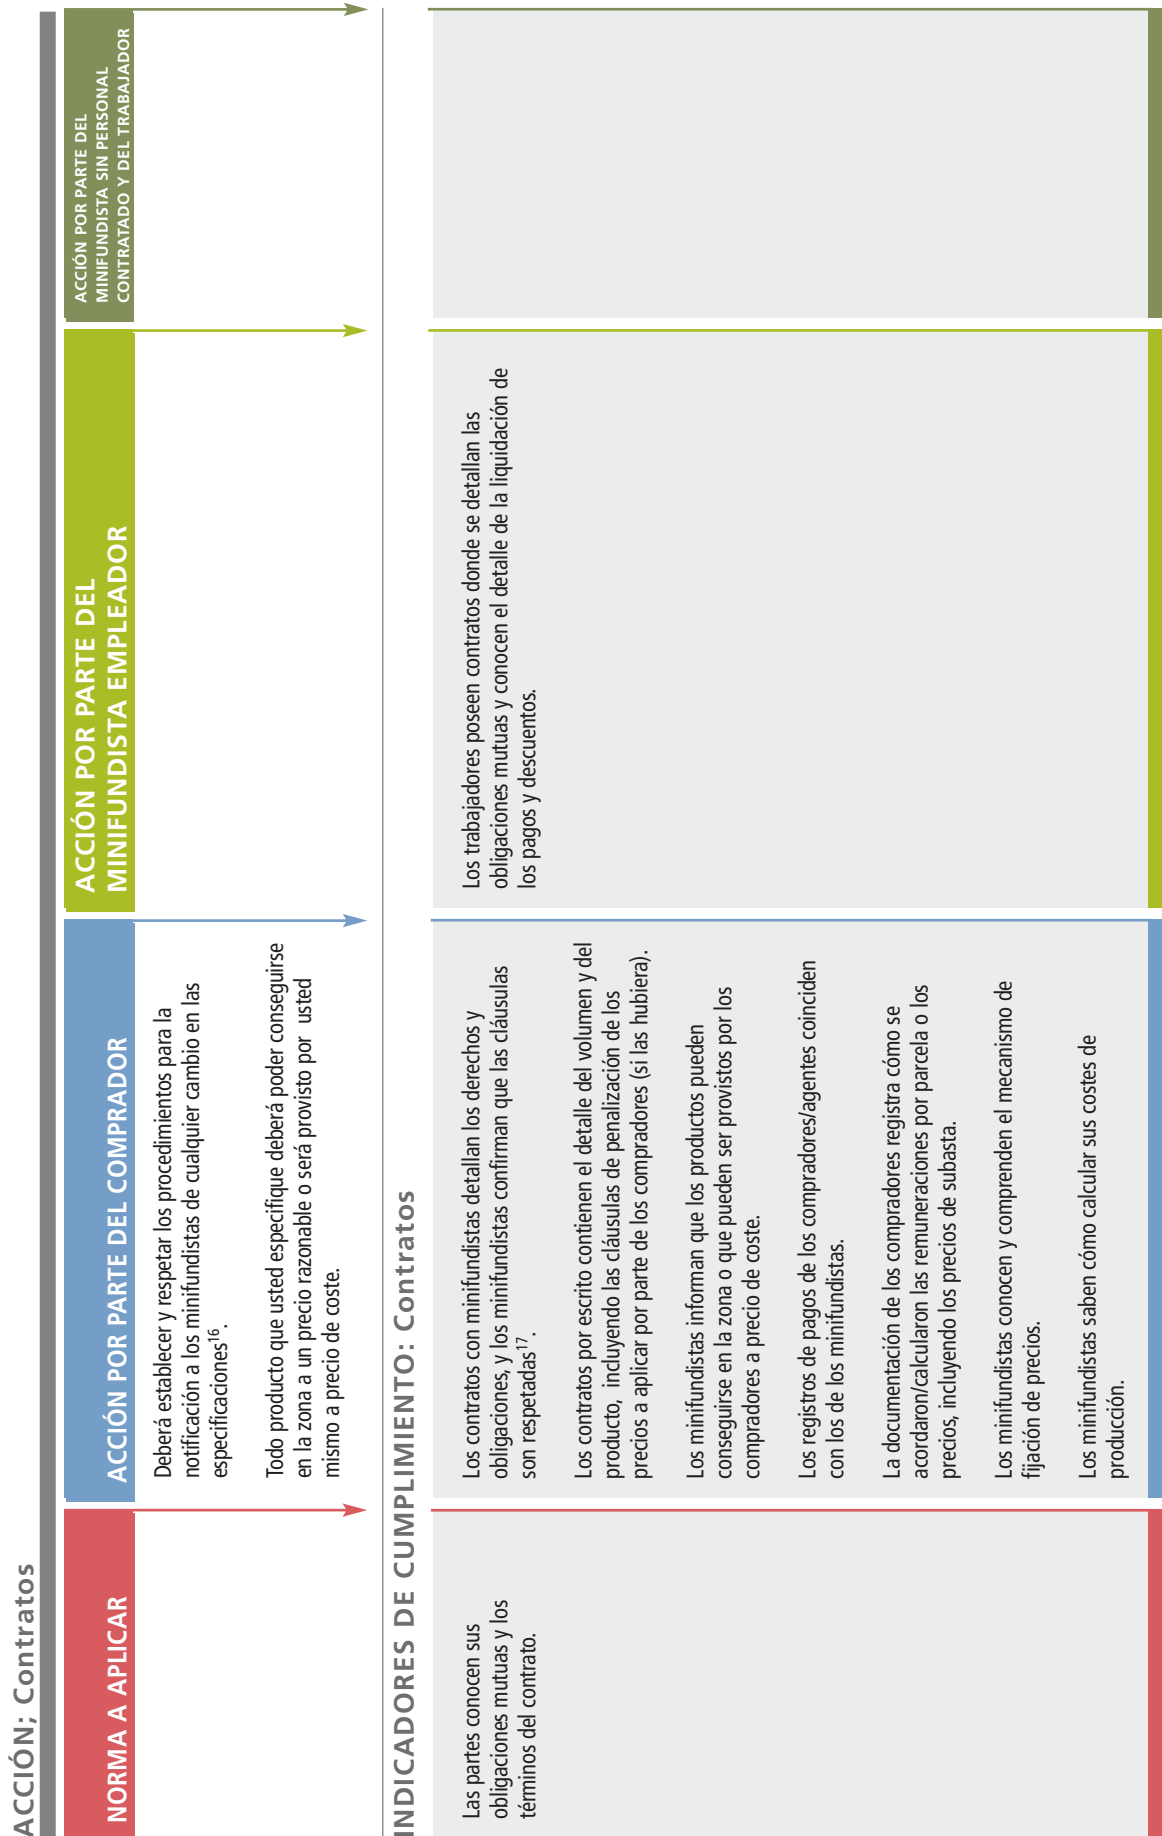 ACCIÓN; Contratos
NORMA A APLICAR
ACCIÓN POR PARTE DEL COMPRADOR
Deberá establecer y respetar los procedimientos para la
notificación a los minifundistas de cualquier cambio en las
especificaciones16.
Todo producto que usted especifique deberá poder conseguirse
en la zona a un precio razonable o será provisto por usted
mismo a precio de coste.
ACCIÓN POR PARTE DEL
MINIFUNDISTA EMPLEADOR
ACCIÓN POR PARTE DEL
MINIFUNDISTA SIN PERSONAL
CONTRATADO Y DEL TRABAJADOR
INDICADORES DE CUMPLIMIENTO: Contratos
Las partes conocen sus
obligaciones mutuas y los
términos del contrato.
Los contratos con minifundistas detallan los derechos y
obligaciones, y los minifundistas confirman que las cláusulas
son respetadas17.
Los contratos por escrito contienen el detalle del volumen y del
producto, incluyendo las cláusulas de penalización de los
precios a aplicar por parte de los compradores (si las hubiera).
Los minifundistas informan que los productos pueden
conseguirse en la zona o que pueden ser provistos por los
compradores a precio de coste.
Los registros de pagos de los compradores/agentes coinciden
con los de los minifundistas.
La documentación de los compradores registra cómo se
acordaron/calcularon las remuneraciones por parcela o los
precios, incluyendo los precios de subasta.
Los minifundistas conocen y comprenden el mecanismo de
fijación de precios.
Los minifundistas saben cómo calcular sus costes de
producción.
Los trabajadores poseen contratos donde se detallan las
obligaciones mutuas y conocen el detalle de la liquidación de
los pagos y descuentos.